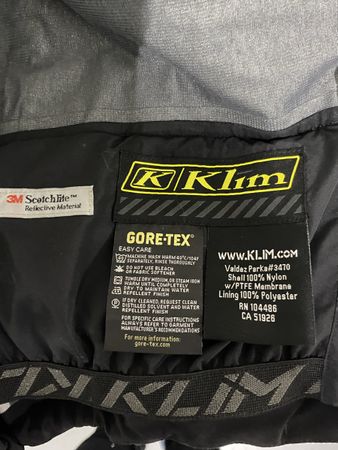 KLIM
3M Scotchlite™
Reflective Material
GORE-TEX®
EASY CARE
MACHINE WASH WARM 40°C/104F
SEPARATELY, RINSE THOROUGHLY
DO NOT USE BLEACH
OR FABRIC SOFTENER
TUMBLE DRY MEDIUM OR STEAM IRON
WARM UNTIL COMPLETELY
DRY TO MAINTAIN WATER
REPELLENT FINISH
IF DRY CLEANED, REQUEST CLEAN
DISTILLED SOLVENT AND WATER
REPELLENT FINISH
FOR SPECIFIC CARE INSTRUCTIONS
ALWAYS REFER TO GARMENT
MANUFACTURER'S RECOMMENDATIONS
For more information:
gore-tex.com
WWW.KLIM.COM
Valdez Parka#3470
Shell 100% Nylon
w/PTFE Membrane
Lining 100% Polyester
RN 104486
CA 51926
KLIM